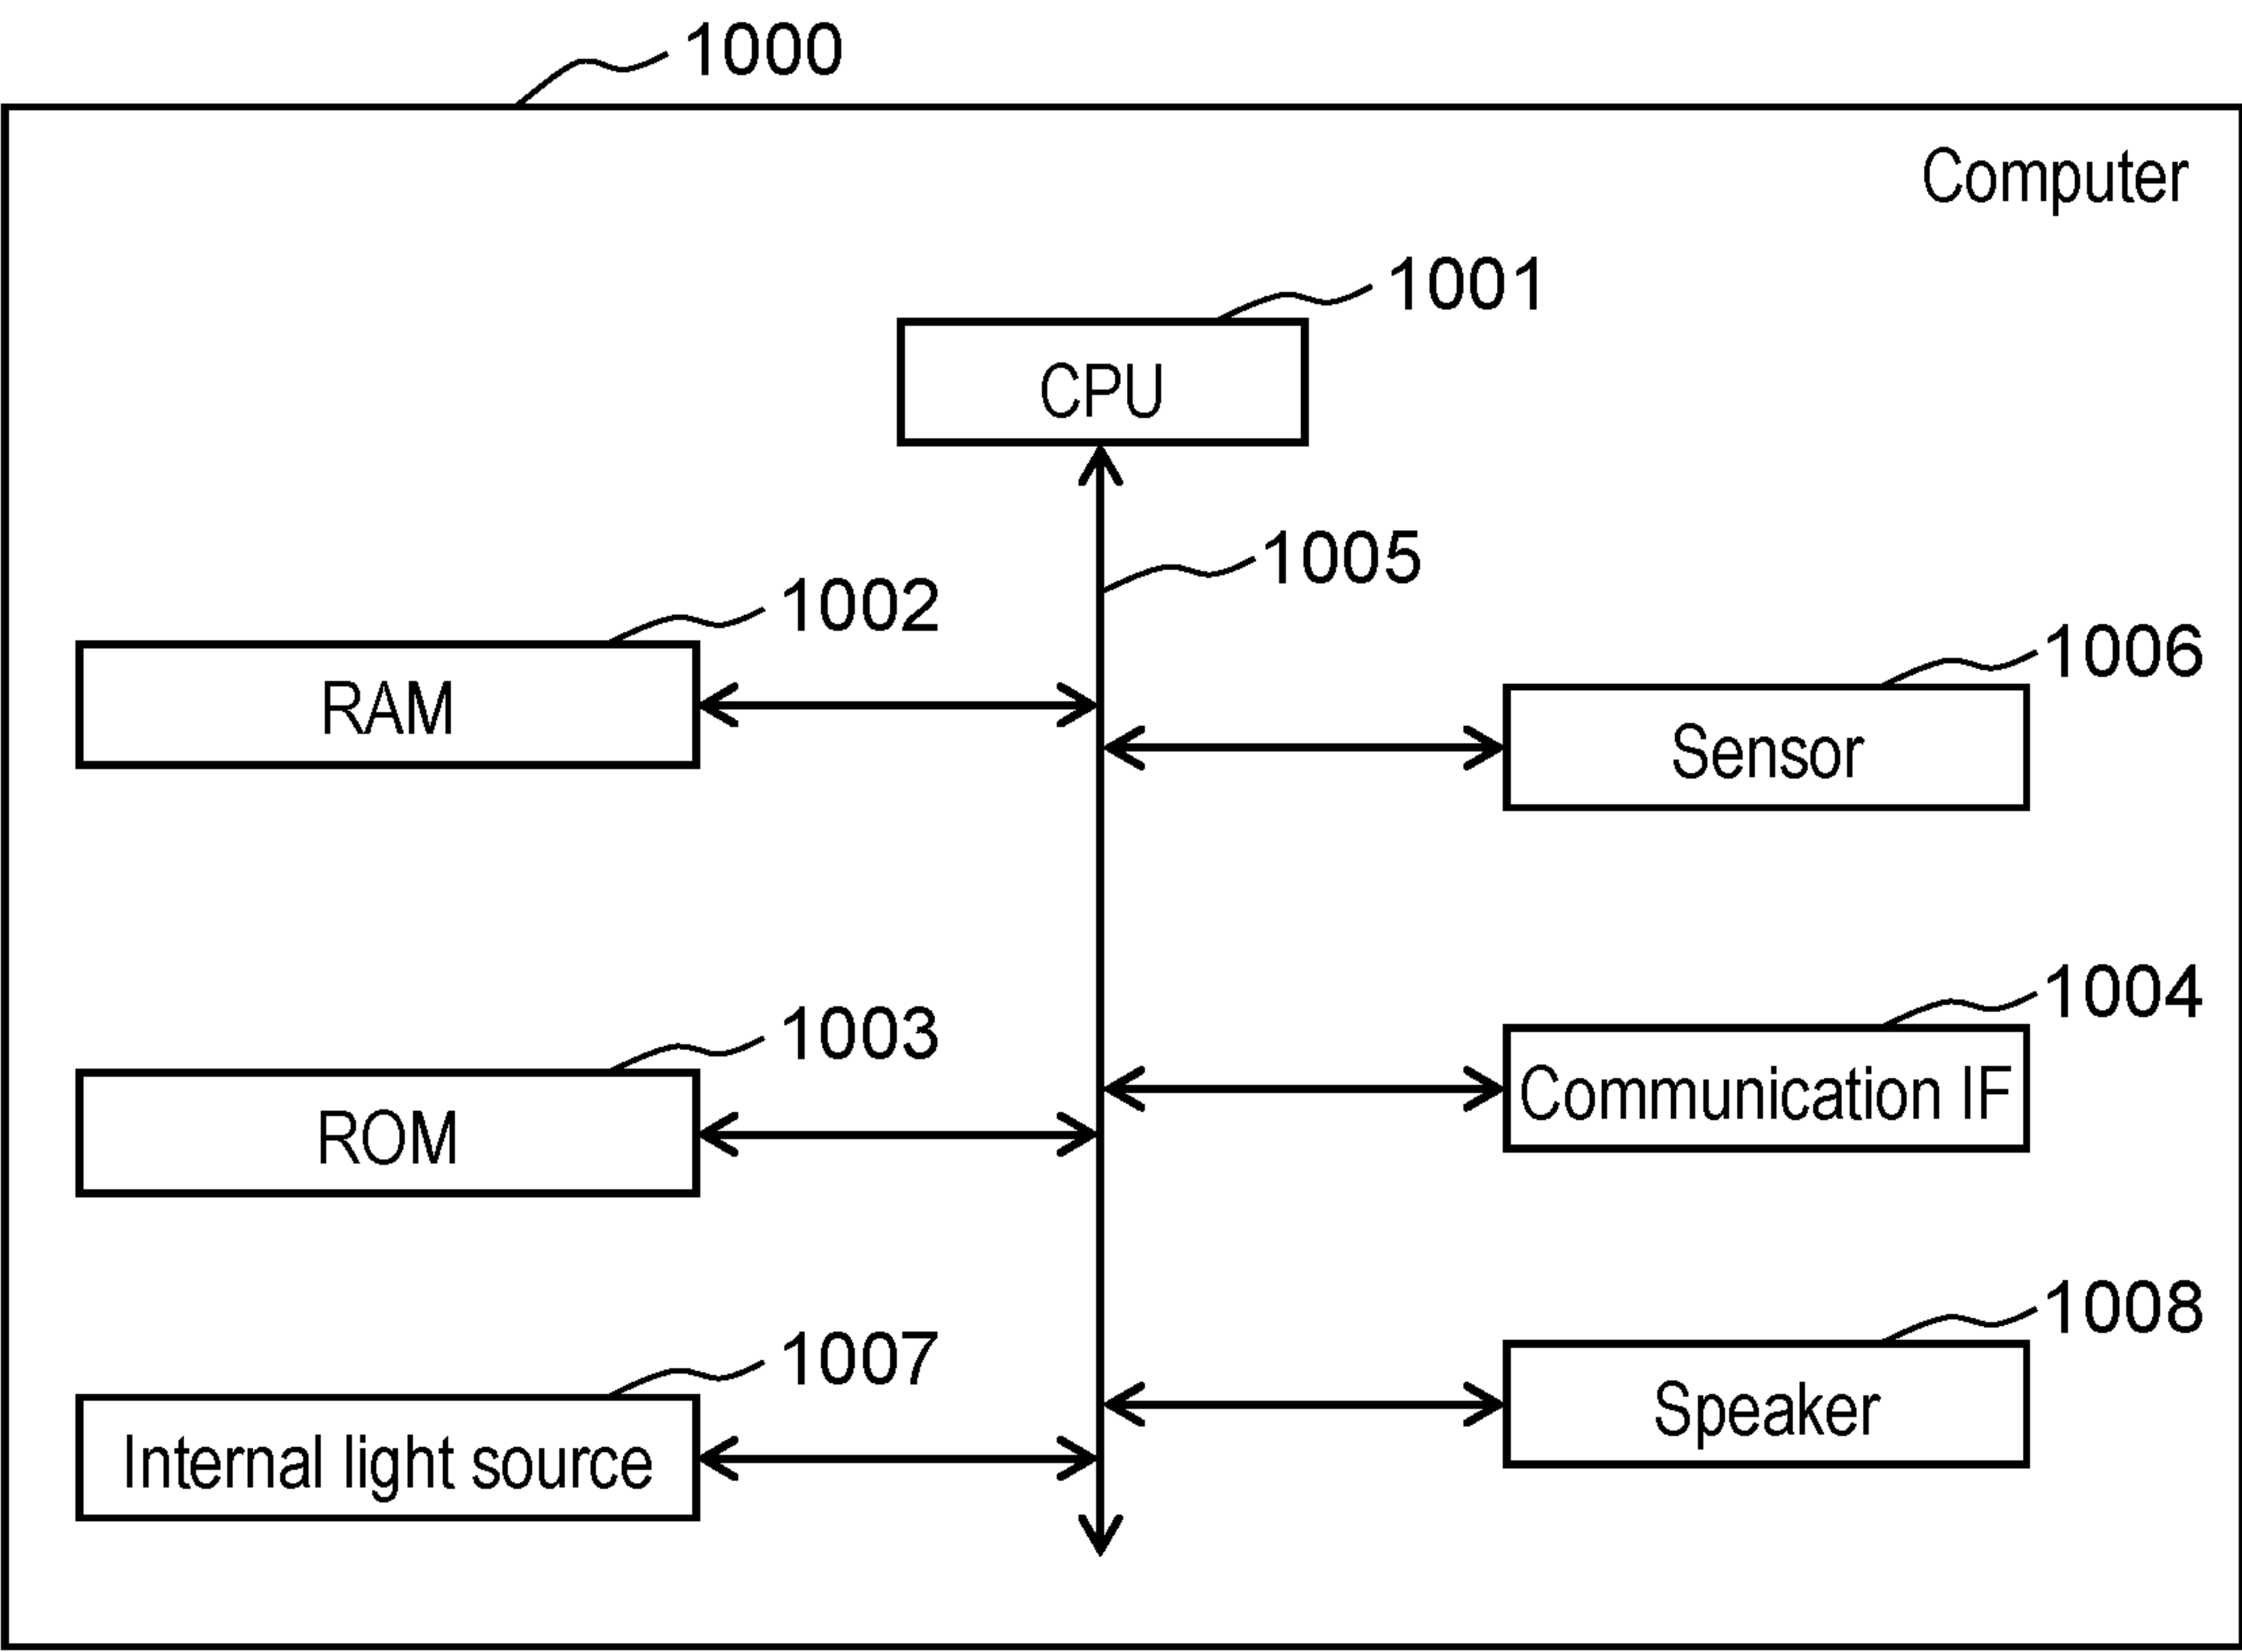 1000
Computer
1001
CPU
1005
1002
RAM
1006
Sensor
1003
ROM
1004
Communication IF
1007
Internal light source
1008
Speaker